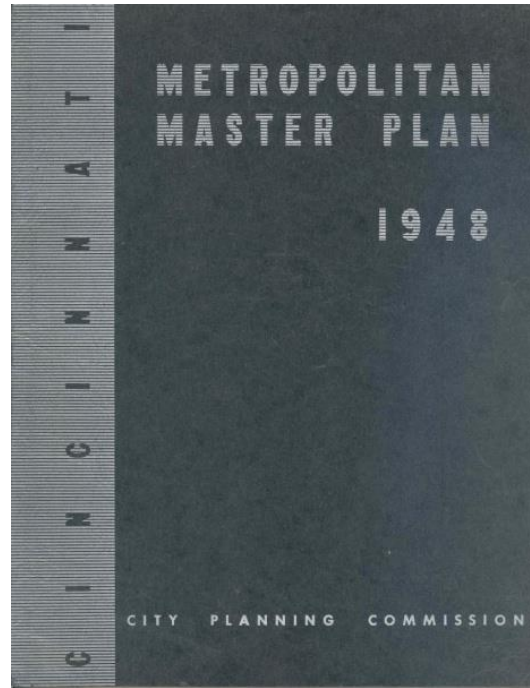 CINCINNATI
METROPOLITAN
MASTER PLAN
1948
CITY PLANNING COMMISSION